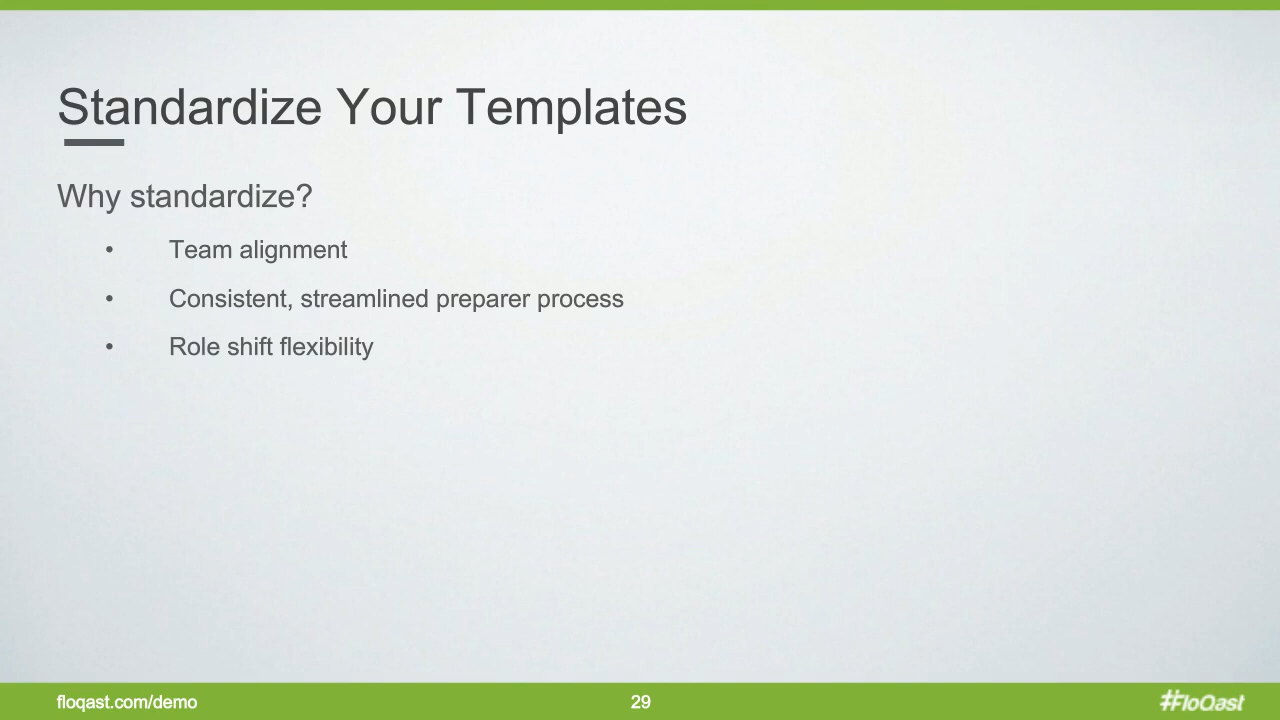 Standardize Your Templates
Why standardize?
• Team alignment
• Consistent, streamlined preparer process
• Role shift flexibility
floqast.com/demo
29
#FloQast